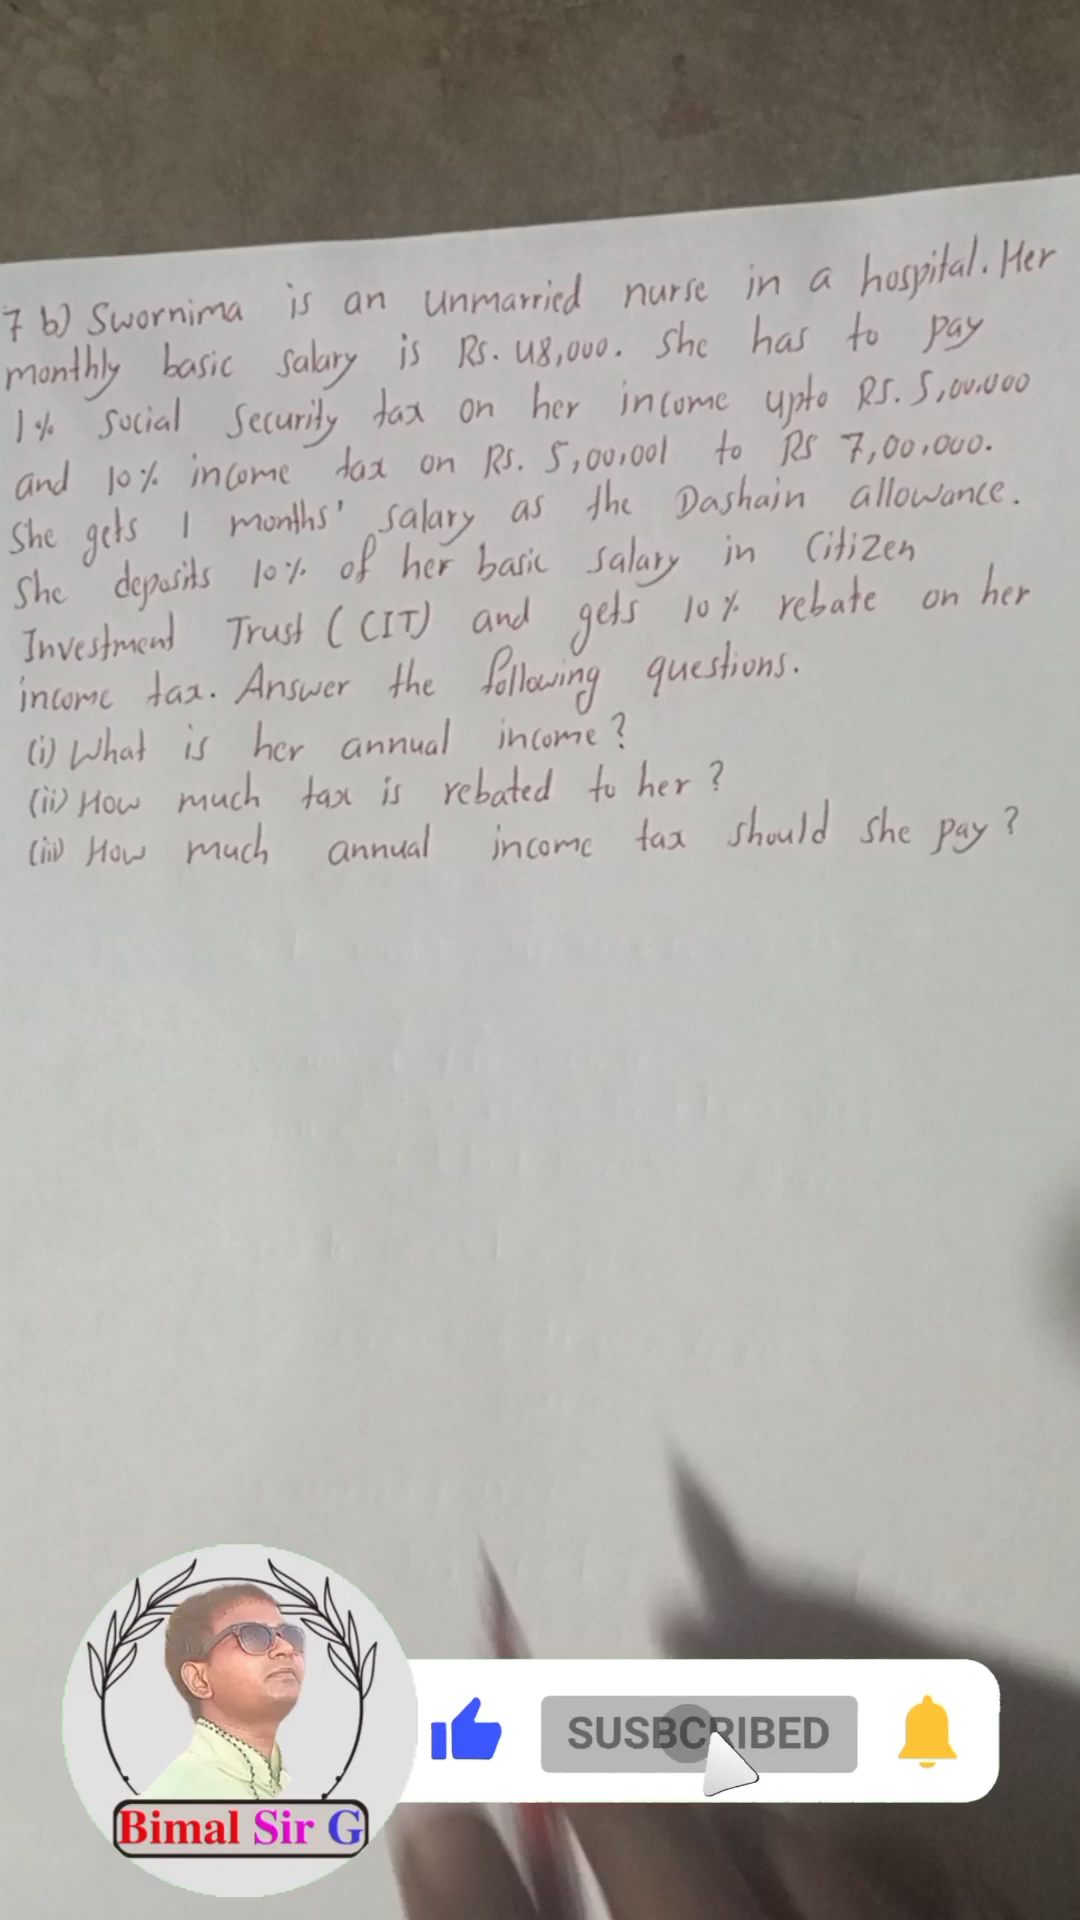 7 b) Swornima is an unmarried nurse in a hospital. Her
monthly basic salary is Rs. 48,000. She has to pay
1% Social Security tax on her income upto RS. 5,00,000
and 10% income tax on Rs. 5,00,001 to RS 7,00,000.
She gets 1 months' salary as the Dashain allowance.
She deposits 10% of her basic salary in CitiZen
Investment Trust (CIT) and gets 10% rebate on her
income tax. Answer the following questions.
(i) What is her annual income?
(ii) How much tax is rebated to her?
(iii) How much annual income tax should she pay?
SUSBCRIBED
Bimal Sir G